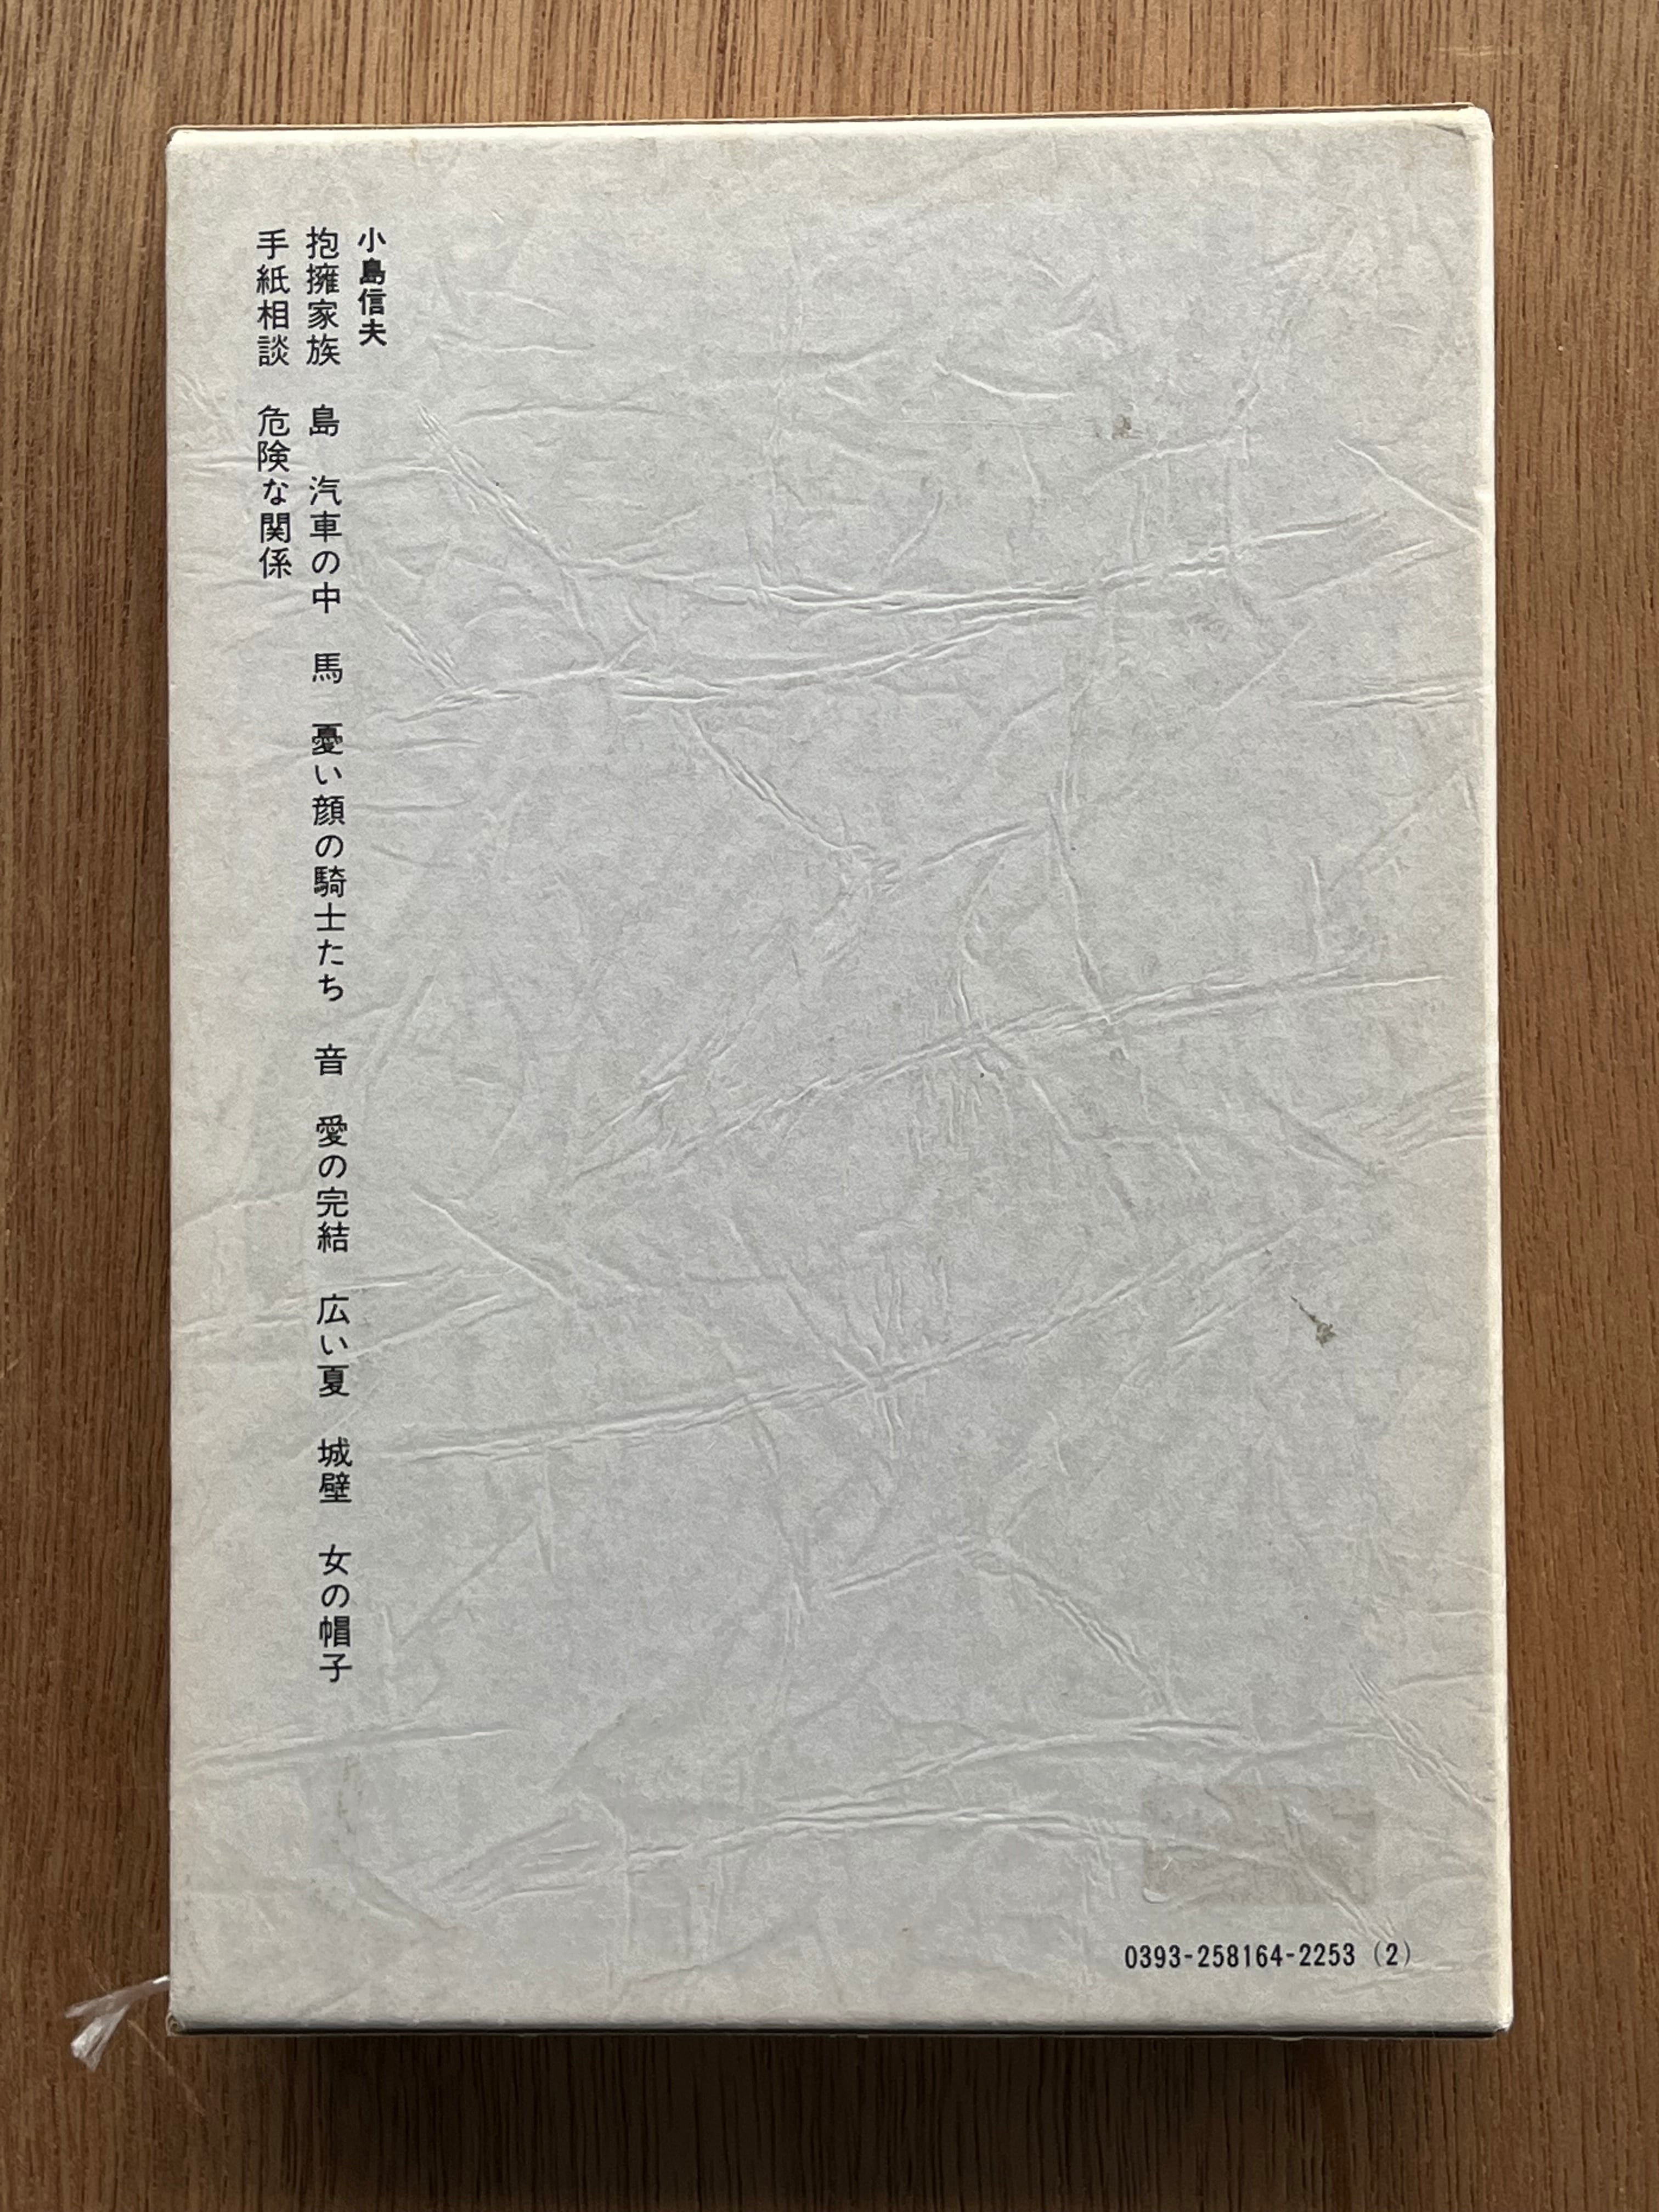 小島信夫
抱擁家族　島　汽車の中　馬　憂い顔の騎士たち　音　愛の完結　広い夏　城壁　女の帽子
手紙相談　危険な関係
0393-258164-2253（2）